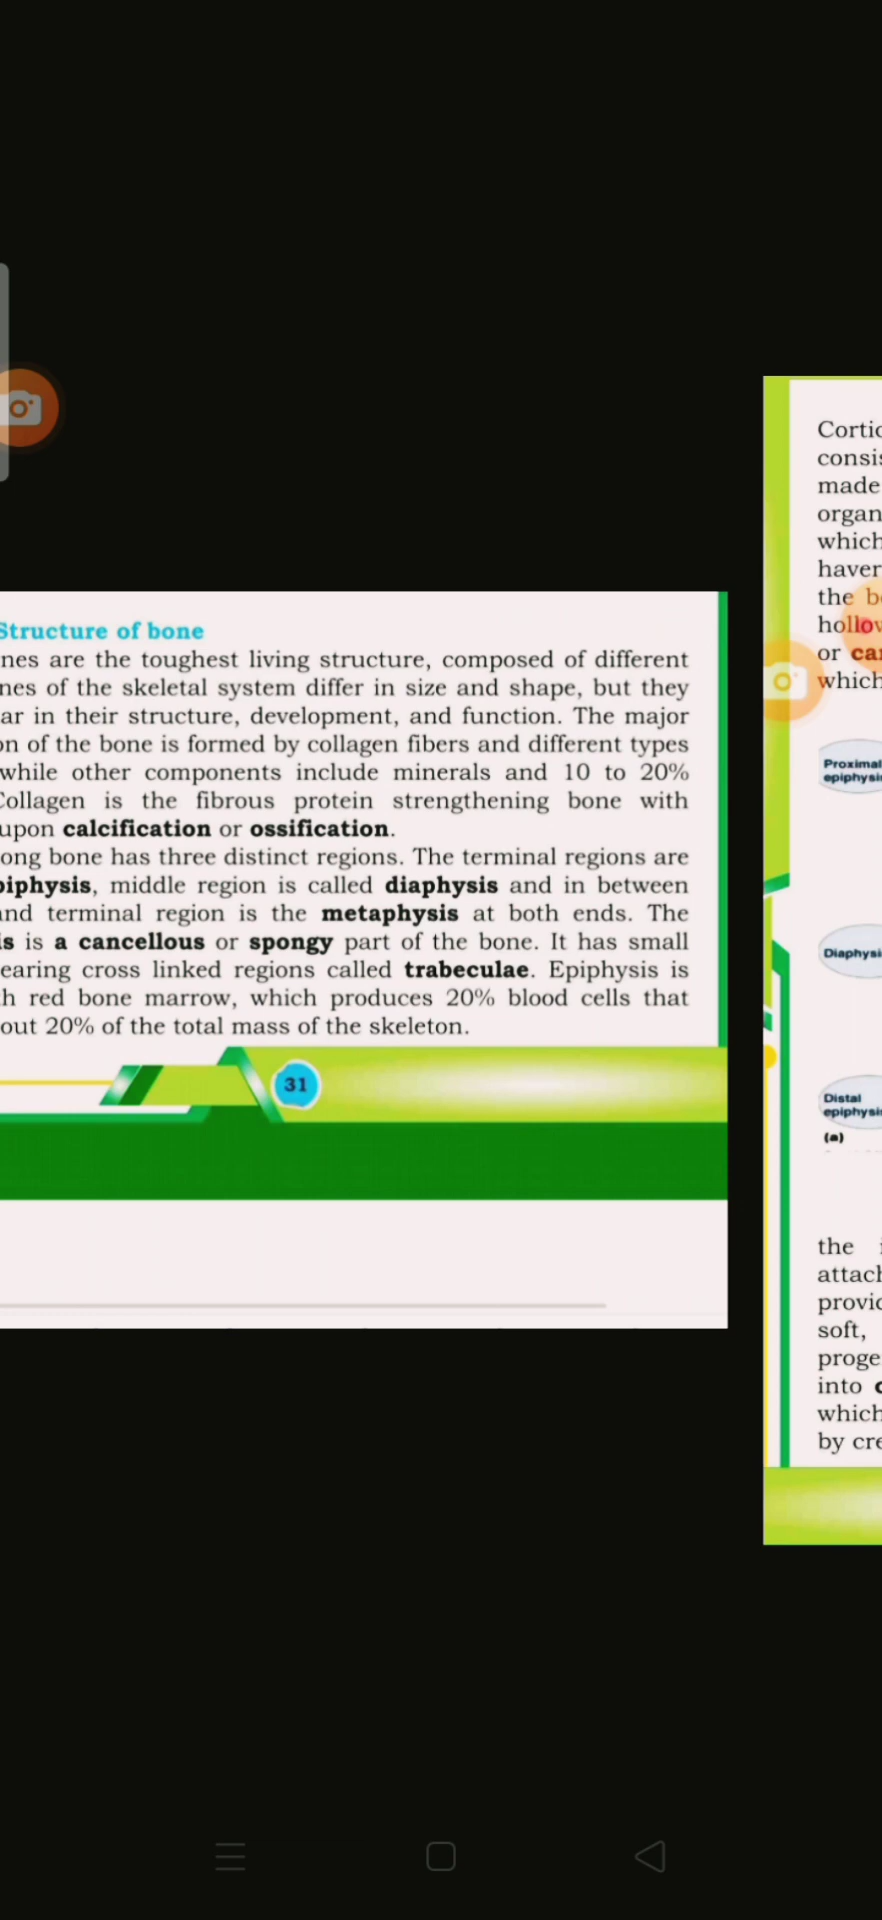 Structure of bone
nes are the toughest living structure, composed of different
nes of the skeletal system differ in size and shape, but they
ar in their structure, development, and function. The major
on of the bone is formed by collagen fibers and different types
while other components include minerals and 10 to 20%
Collagen is the fibrous protein strengthening bone with
upon calcification or ossification.
ong bone has three distinct regions. The terminal regions are
piphysis, middle region is called diaphysis and in between
and terminal region is the metaphysis at both ends. The
is is a cancellous or spongy part of the bone. It has small
earing cross linked regions called trabeculae. Epiphysis is
h red bone marrow, which produces 20% blood cells that
out 20% of the total mass of the skeleton.
31
Cortic
consis
made
organ
which
haver
the b
hollow
or ca
which
Proximal
epiphysi
Diaphysi
Distal
epiphysi
(a)
the i
attach
provid
soft,
proge
into c
which
by cre